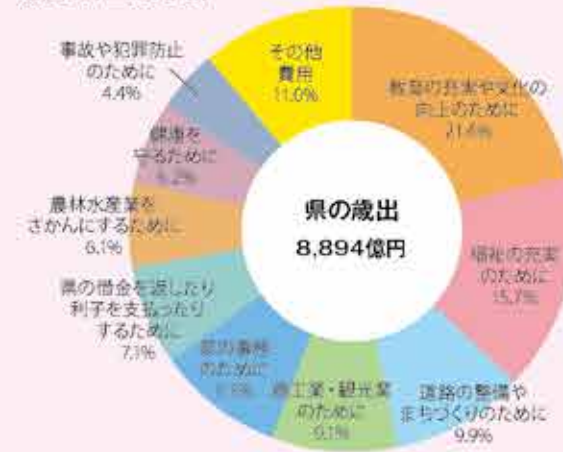 その他
費用
11.0%
教育の充実や文化の
向上のために
福祉の充実
のために
15.7%
道路の整備や
まちづくりのために
9.9%
商工業・観光業
のために
9.1%
のために
県の借金を返したり
利子を支払ったり
するために
7.1%
農林水産業を
さかんにするために
6.1%
健康を
守るために
事故や犯罪防止
のために
4.4%
県の歳出
8,894億円